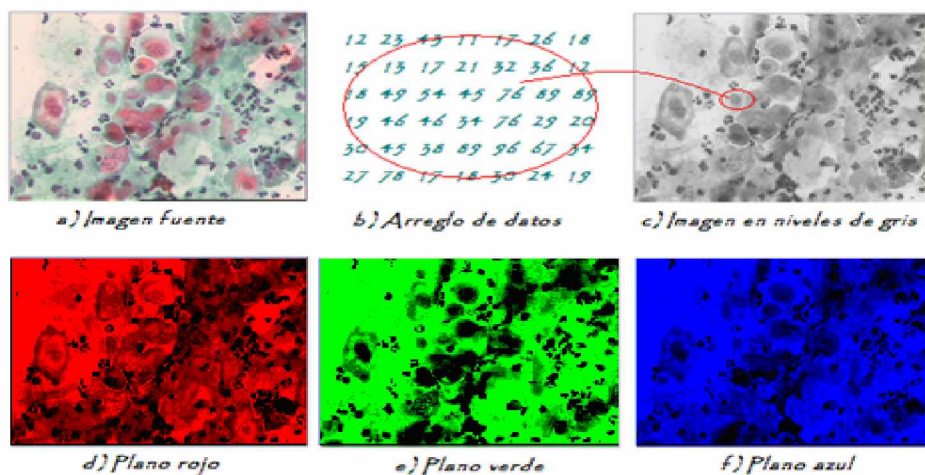 12 23 43 11 17 26 18
15 13 17 21 32 36 12
18 49 54 45 76 89 89
19 46 46 34 76 29 20
30 45 38 89 96 67 34
27 78 17 18 30 24 19
a) Imagen fuente
b) Arreglo de datos
c) Imagen en niveles de gris
d) Plano rojo
e) Plano verde
f) Plano azul